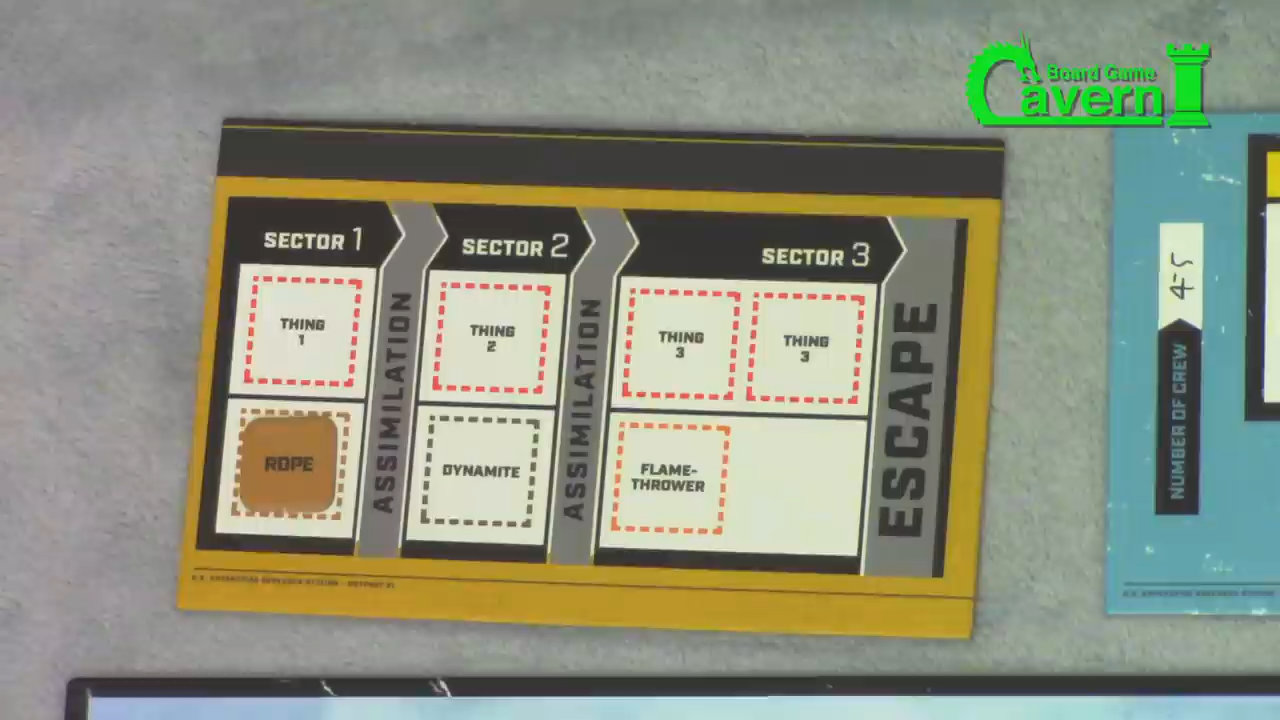 Board Game
Cavern
SECTOR 1
SECTOR 2
SECTOR 3
THING
1
THING
2
THING
3
THING
3
ASSIMILATION
ASSIMILATION
ESCAPE
ROPE
DYNAMITE
FLAME-
THROWER
NUMBER OF CREW
4-5